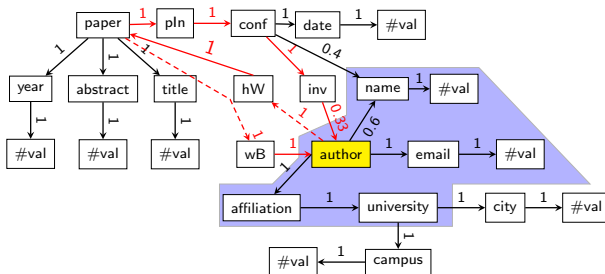 paper 1 pIn 1 conf 1 date 1 #val
1 1 1 1 1 0.4
year abstract title hW inv name 1 #val
1 1 1 1 1 0.33 0.6
#val #val #val wB 1 author 1 email 1 #val
1
affiliation 1 university 1 city 1 #val
1
#val 1 campus